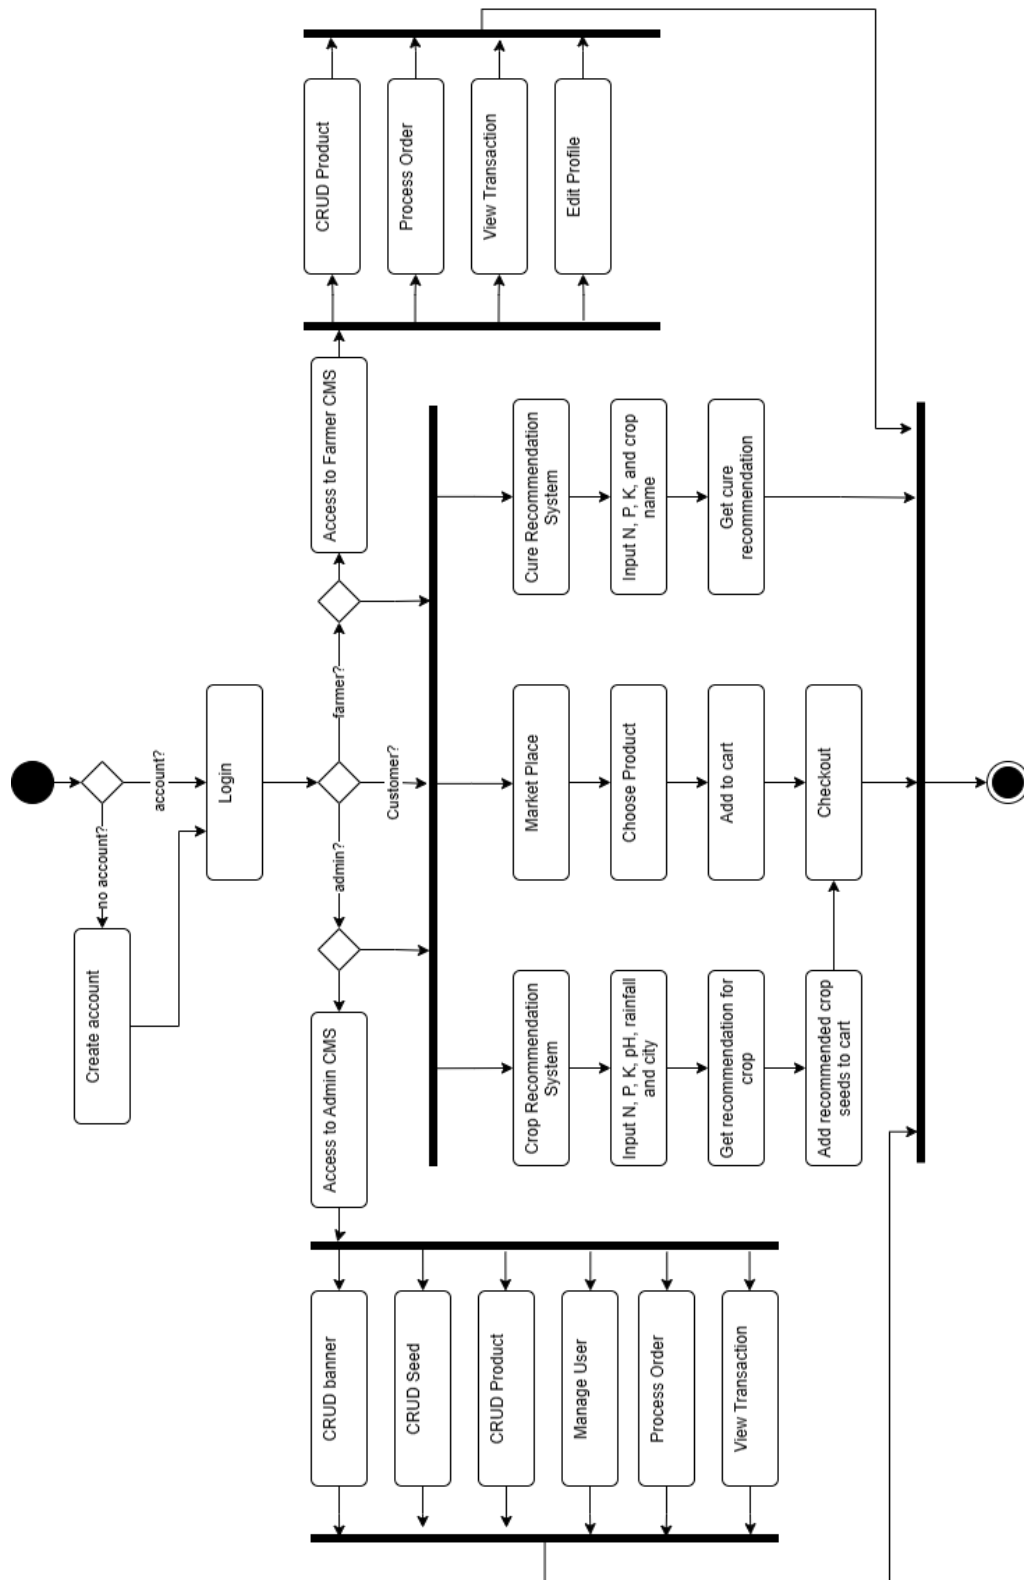 CRUD Product
Process Order
View Transaction
Edit Profile
Access to Farmer CMS
Cure Recommendation
System
Input N, P, K, and crop
name
Get cure
recommendation
farmer?
account?
Login
Customer?
Market Place
Choose Product
Add to cart
Checkout
no account?
admin?
Create account
Access to Admin CMS
Crop Recommendation
System
Input N, P, K, pH, rainfall
and city
Get recommendation for
crop
Add recommended crop
seeds to cart
CRUD banner
CRUD Seed
CRUD Product
Manage User
Process Order
View Transaction